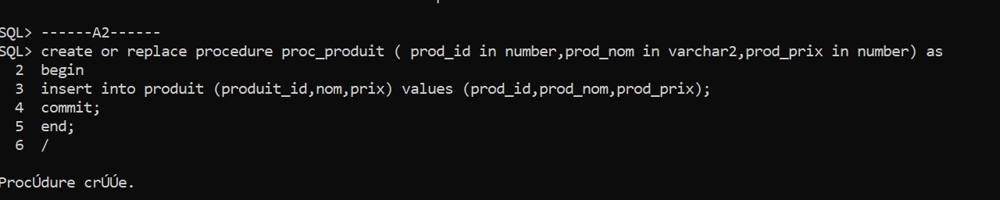 SQL> ------A2------
SQL> create or replace procedure proc_produit ( prod_id in number,prod_nom in varchar2,prod_prix in number) as
  2  begin
  3  insert into produit (produit_id,nom,prix) values (prod_id,prod_nom,prod_prix);
  4  commit;
  5  end;
  6  /
ProcÚdure crÚÚe.